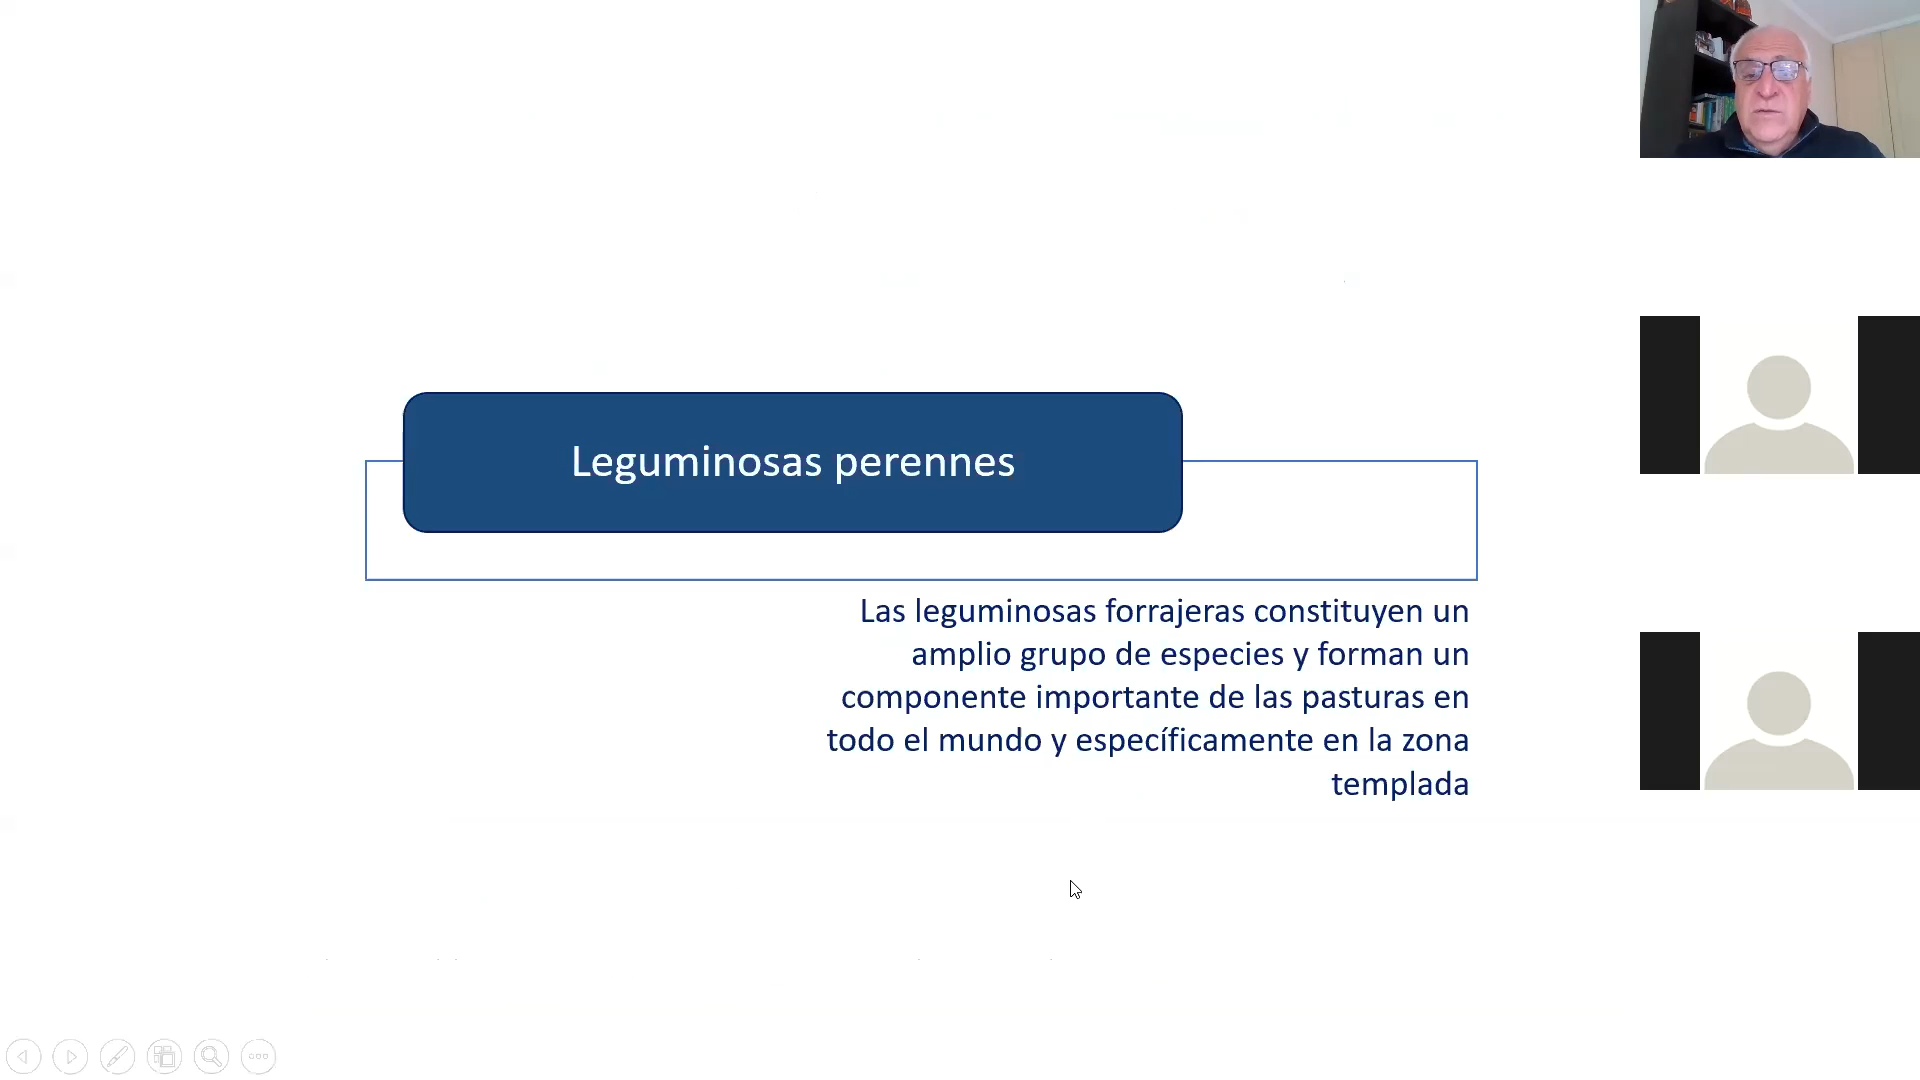 Leguminosas perennes
Las leguminosas forrajeras constituyen un
amplio grupo de especies y forman un
componente importante de las pasturas en
todo el mundo y específicamente en la zona
templada